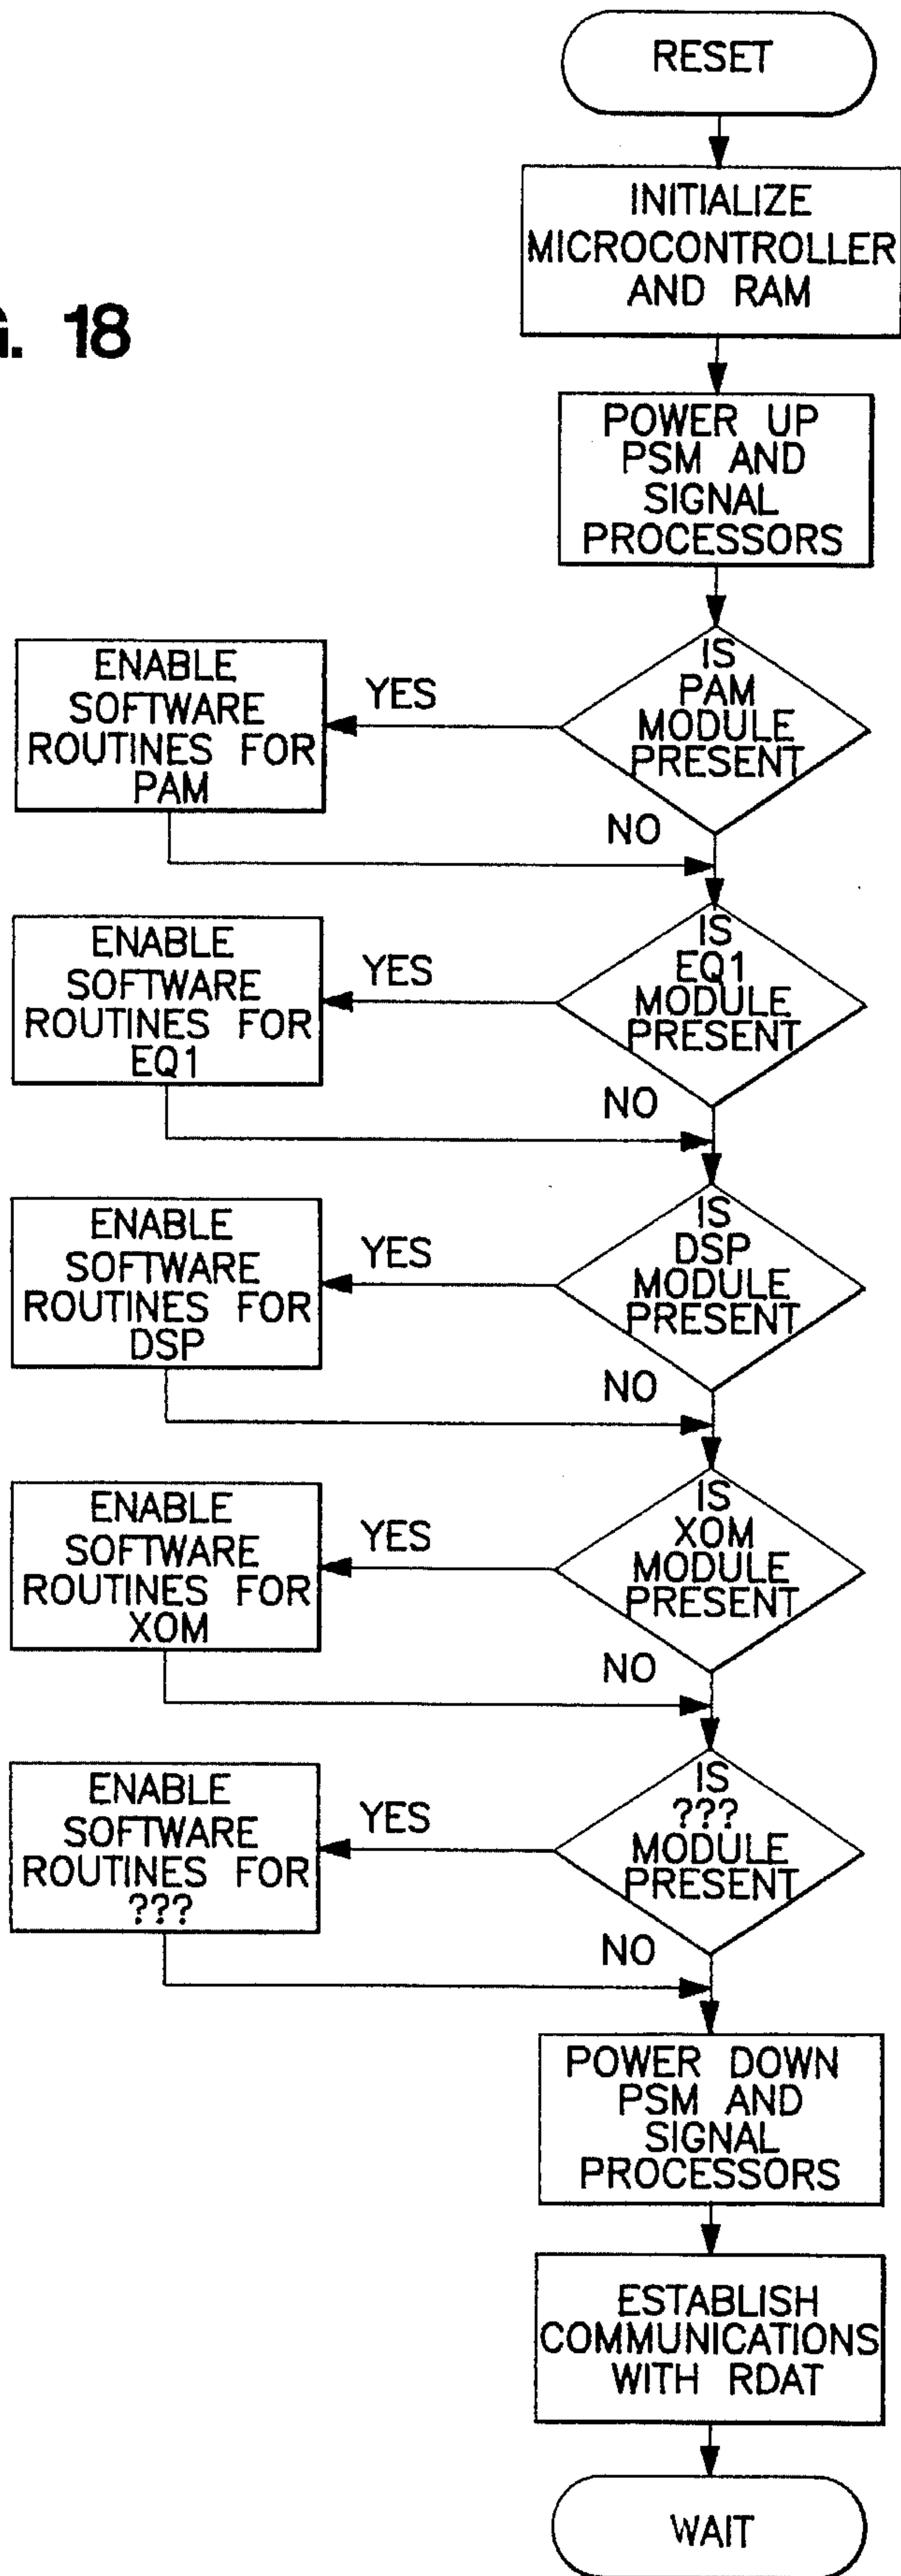 RESET
INITIALIZE
MICROCONTROLLER
AND RAM
G. 18
POWER UP
PSM AND
SIGNAL
PROCESSORS
IS
PAM
MODULE
PRESENT
YES
ENABLE
SOFTWARE
ROUTINES FOR
PAM
NO
IS
EQ1
MODULE
PRESENT
YES
ENABLE
SOFTWARE
ROUTINES FOR
EQ1
NO
IS
DSP
MODULE
PRESENT
YES
ENABLE
SOFTWARE
ROUTINES FOR
DSP
NO
IS
XOM
MODULE
PRESENT
YES
ENABLE
SOFTWARE
ROUTINES FOR
XOM
NO
IS
???
MODULE
PRESENT
YES
ENABLE
SOFTWARE
ROUTINES FOR
???
NO
POWER DOWN
PSM AND
SIGNAL
PROCESSORS
ESTABLISH
COMMUNICATIONS
WITH RDAT
WAIT